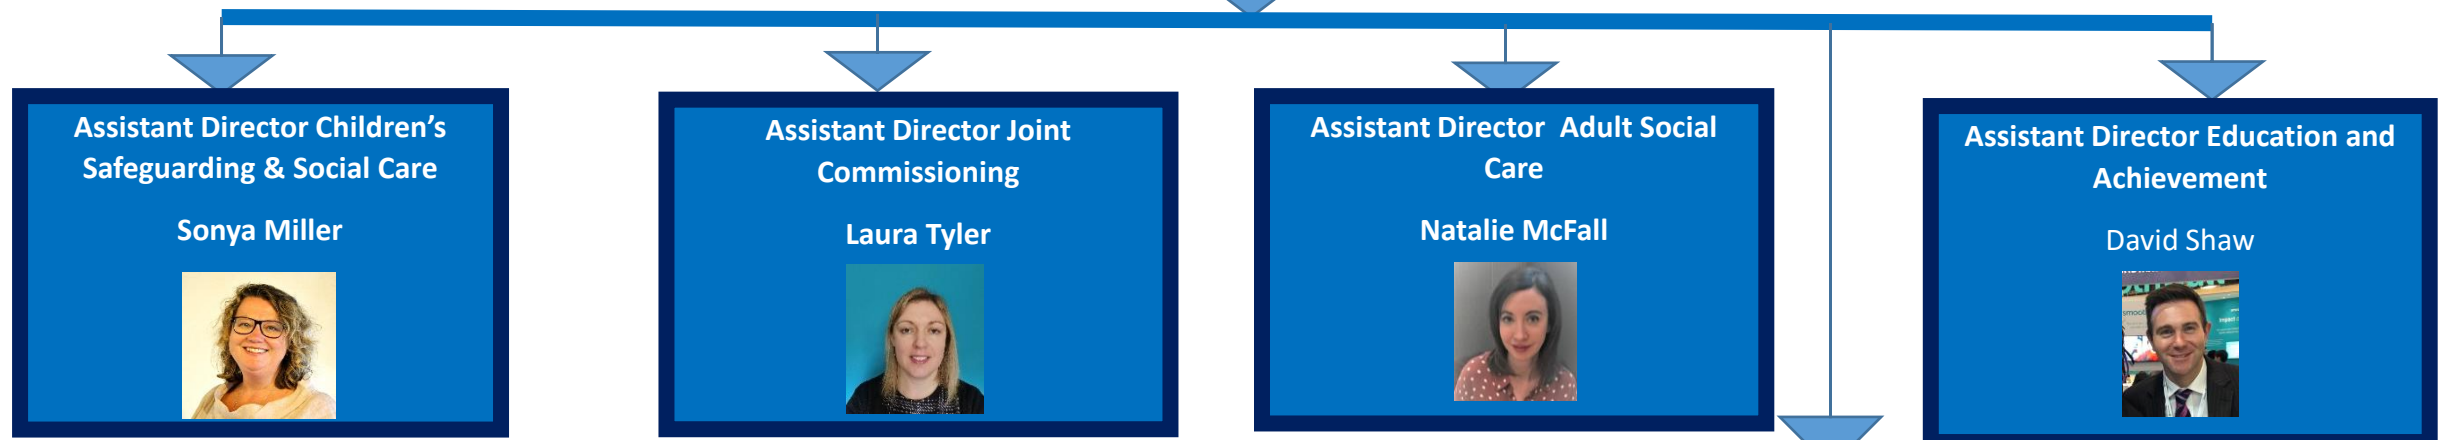 Assistant Director Children’s
Safeguarding & Social Care
Sonya Miller
Assistant Director Joint
Commissioning
Laura Tyler
Assistant Director  Adult Social
Care
Natalie McFall
Assistant Director Education and
Achievement
David Shaw